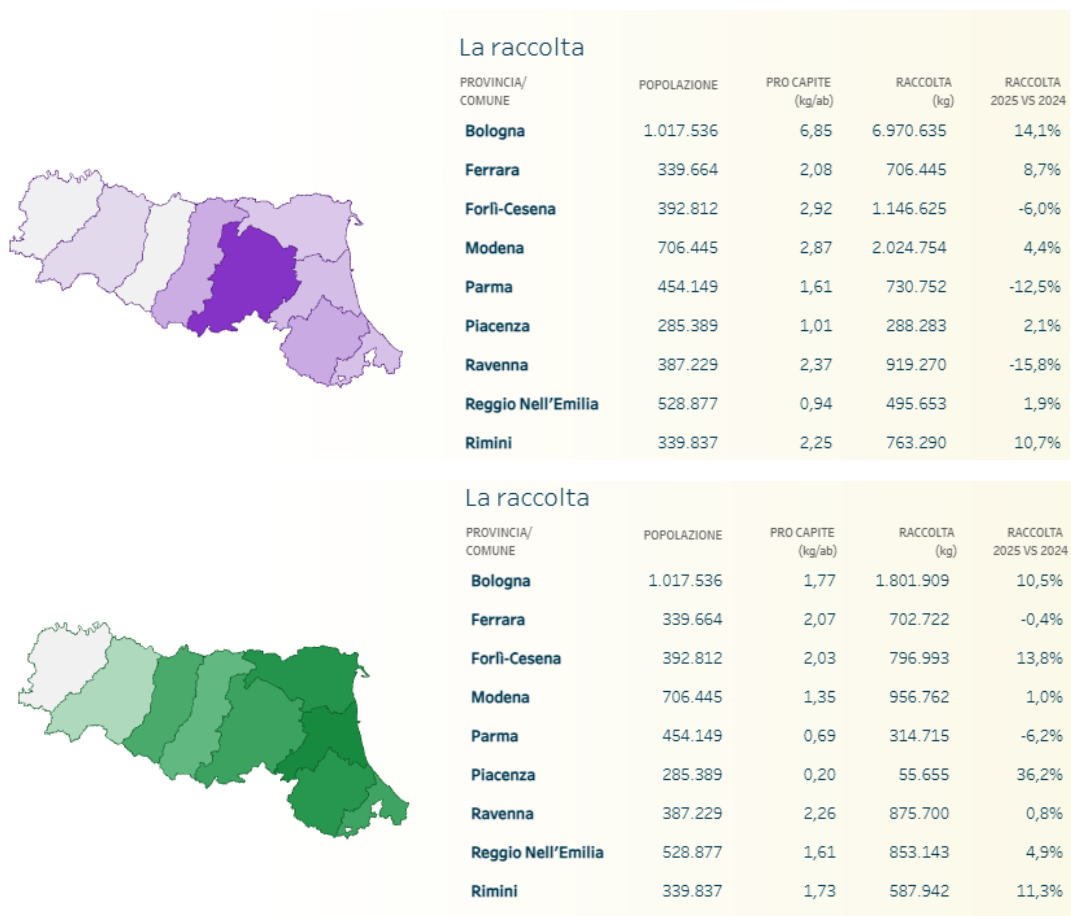 La raccolta
PROVINCIA/ COMUNE POPOLAZIONE PRO CAPITE (kg/ab) RACCOLTA (kg) RACCOLTA 2025 VS 2024
Bologna 1.017.536 6,85 6.970.635 14,1%
Ferrara 339.664 2,08 706.445 8,7%
Forlì-Cesena 392.812 2,92 1.146.625 -6,0%
Modena 706.445 2,87 2.024.754 4,4%
Parma 454.149 1,61 730.752 -12,5%
Piacenza 285.389 1,01 288.283 2,1%
Ravenna 387.229 2,37 919.270 -15,8%
Reggio Nell'Emilia 528.877 0,94 495.653 1,9%
Rimini 339.837 2,25 763.290 10,7%
La raccolta
PROVINCIA/ COMUNE POPOLAZIONE PRO CAPITE (kg/ab) RACCOLTA (kg) RACCOLTA 2025 VS 2024
Bologna 1.017.536 1,77 1.801.909 10,5%
Ferrara 339.664 2,07 702.722 -0,4%
Forlì-Cesena 392.812 2,03 796.993 13,8%
Modena 706.445 1,35 956.762 1,0%
Parma 454.149 0,69 314.715 -6,2%
Piacenza 285.389 0,20 55.655 36,2%
Ravenna 387.229 2,26 875.700 0,8%
Reggio Nell'Emilia 528.877 1,61 853.143 4,9%
Rimini 339.837 1,73 587.942 11,3%